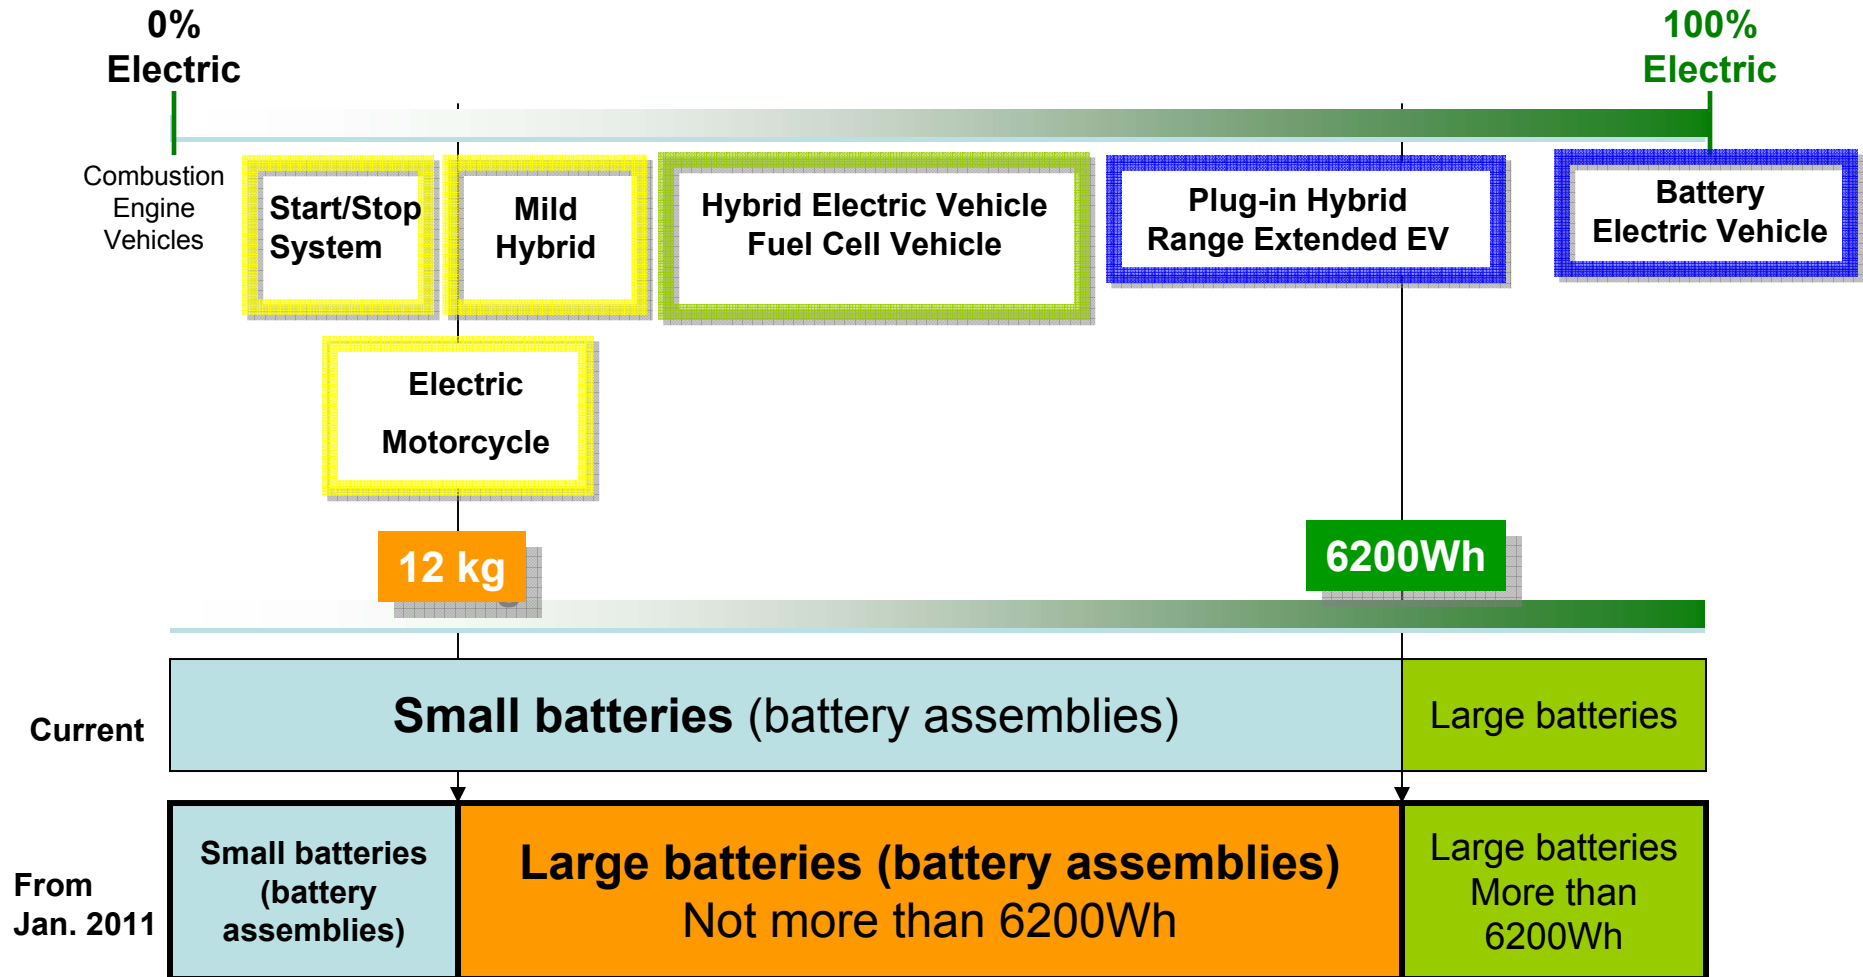 0%
Electric
100%
Electric
Combustion
Engine
Vehicles
Start/Stop
System
Mild
Hybrid
Hybrid Electric Vehicle
Fuel Cell Vehicle
Plug-in Hybrid
Range Extended EV
Battery
Electric Vehicle
Electric
Motorcycle
12 kg
6200Wh
Current
Small batteries (battery assemblies)
Large batteries
From
Jan. 2011
Small batteries
(battery
assemblies)
Large batteries (battery assemblies)
Not more than 6200Wh
Large batteries
More than
6200Wh